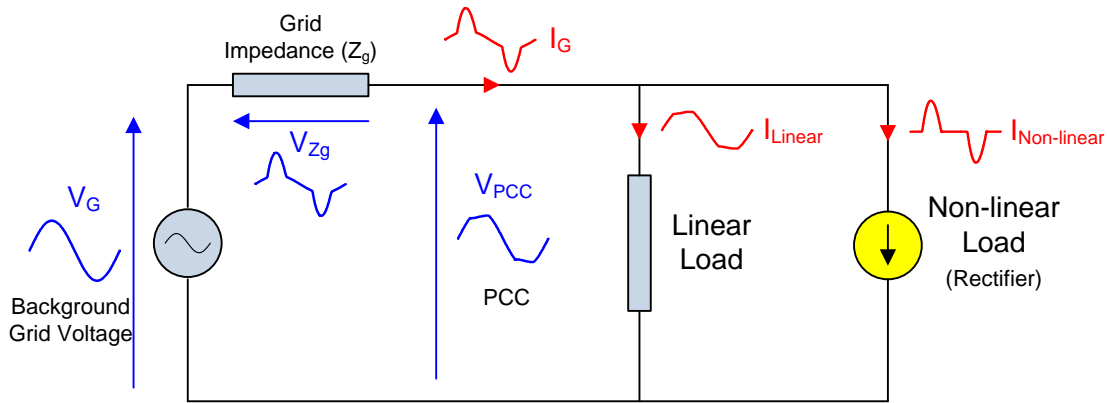 Grid
Impedance (Zg)
IG
VZg
VG
VPCC
ILinear
INon-linear
Linear
Load
Non-linear
Load
(Rectifier)
PCC
Background
Grid Voltage